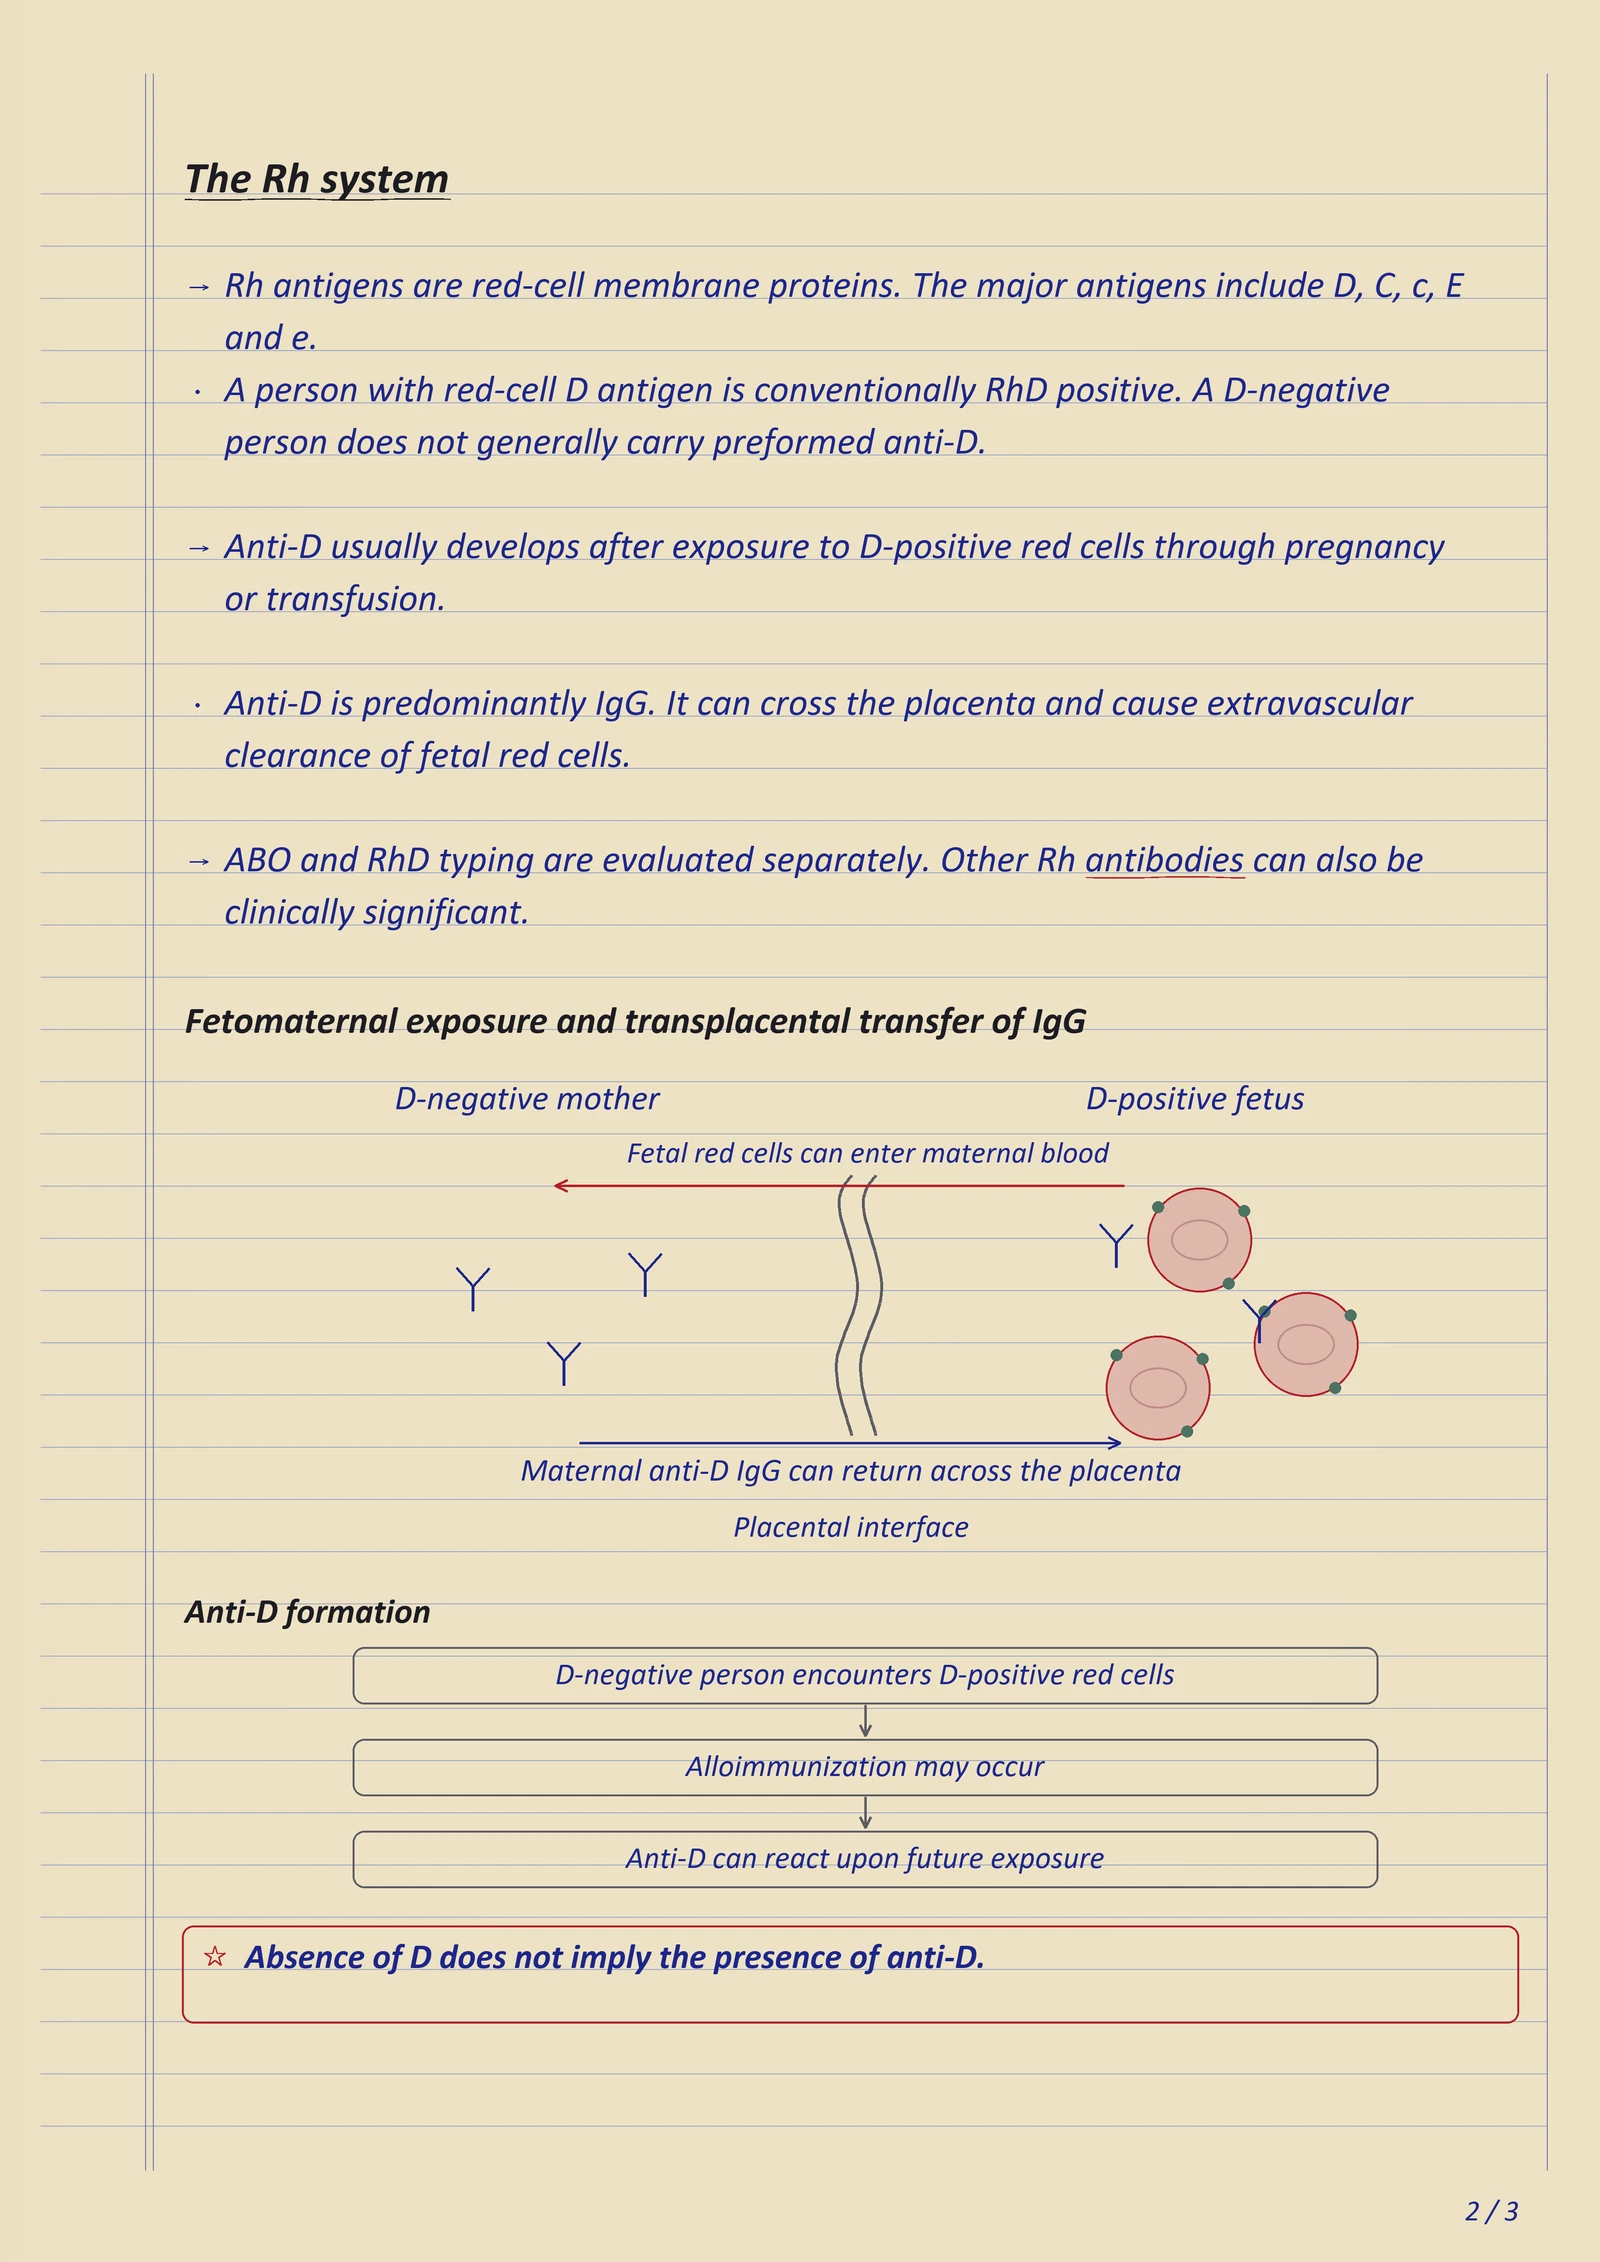 The Rh system
→ Rh antigens are red-cell membrane proteins. The major antigens include D, C, c, E
and e.
· A person with red-cell D antigen is conventionally RhD positive. A D-negative
person does not generally carry preformed anti-D.
→ Anti-D usually develops after exposure to D-positive red cells through pregnancy
or transfusion.
· Anti-D is predominantly IgG. It can cross the placenta and cause extravascular
clearance of fetal red cells.
→ ABO and RhD typing are evaluated separately. Other Rh antibodies can also be
clinically significant.
Fetomaternal exposure and transplacental transfer of IgG
D-negative mother
D-positive fetus
Fetal red cells can enter maternal blood
Maternal anti-D IgG can return across the placenta
Placental interface
Anti-D formation
D-negative person encounters D-positive red cells
Alloimmunization may occur
Anti-D can react upon future exposure
☆ Absence of D does not imply the presence of anti-D.
2 / 3